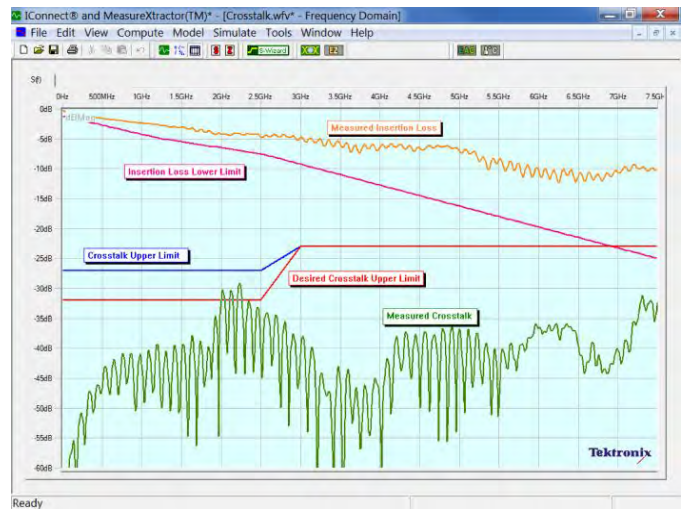 IConnect® and MeasureXtractor(TM)* - [Crosstalk.wfv* - Frequency Domain]
File Edit View Compute Model Simulate Tools Window Help
S-Wizard
S(f)
0Hz 500MHz 1GHz 1.5GHz 2GHz 2.5GHz 3GHz 3.5GHz 4GHz 4.5GHz 5GHz 5.5GHz 6GHz 6.5GHz 7GHz 7.5GH
0dB
-5dB
-10dB
-15dB
-20dB
-25dB
-30dB
-35dB
-40dB
-45dB
-50dB
-55dB
-60dB
Measured Insertion Loss
Insertion Loss Lower Limit
Crosstalk Upper Limit
Desired Crosstalk Upper Limit
Measured Crosstalk
Tektronix
Ready